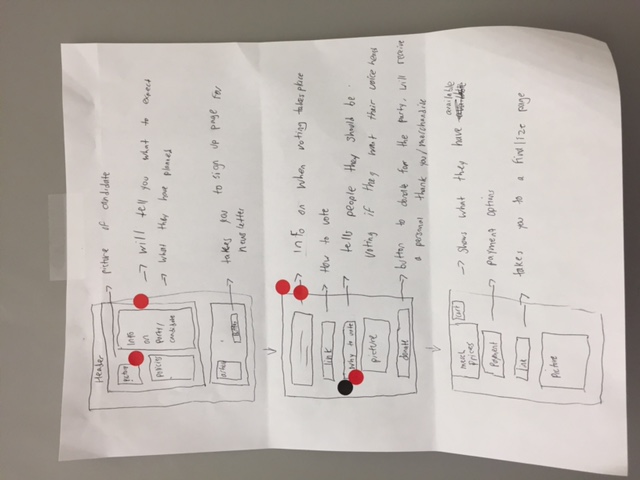 Header
picture of candidate
Picture
Info
on
Party/
candidate
Policies
will tell you what to expect
what they have planned
button
takes you to sign up page for
newsletter
info on when voting takes place
link
How to vote
why to vote
tells people they should be
voting if they want their voice heard
picture
donate
button to donate for the party, will receive
a personal thank you/merchandise
merch
prices
cart
shows what they have available
Payment
payment options
link
takes you to a finalize page
Picture